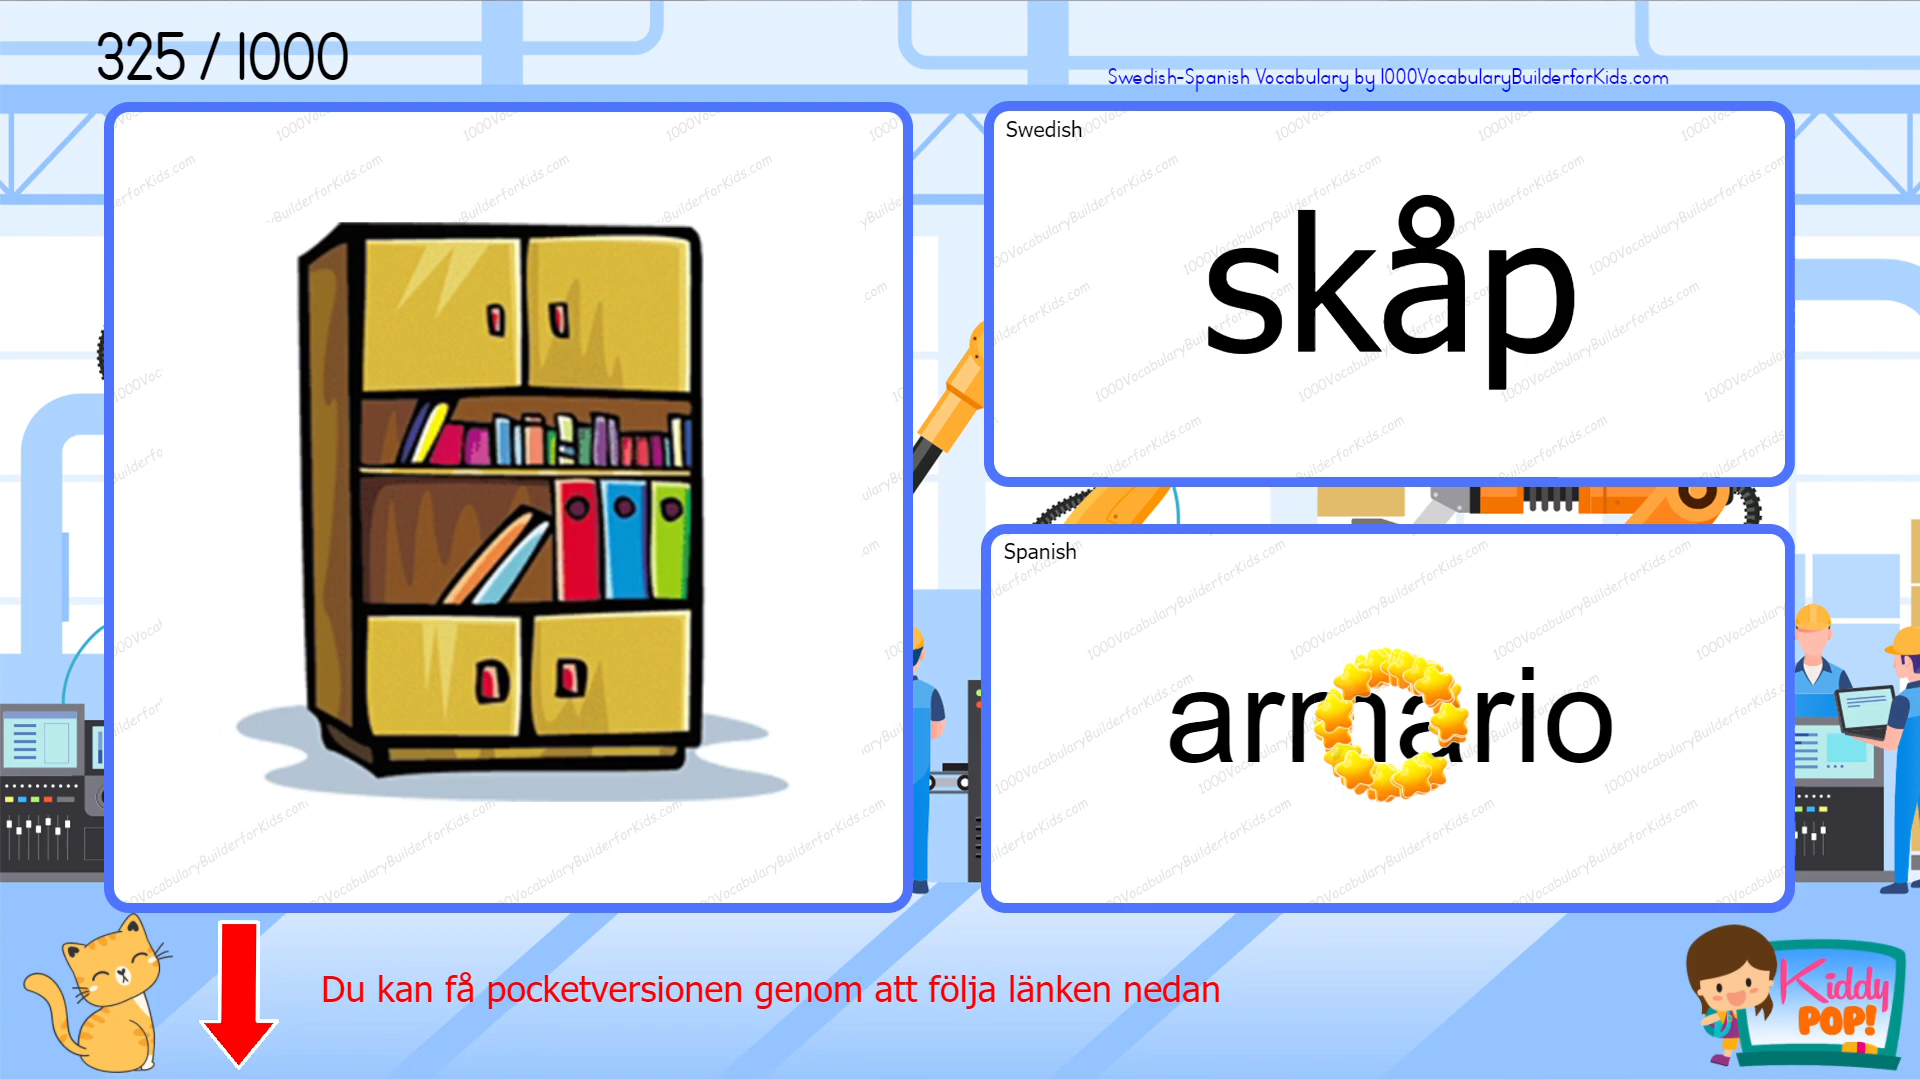 325 / 1000
Swedish-Spanish Vocabulary by 1000VocabularyBuilderforKids.com
Swedish
skåp
Spanish
armario
Du kan få pocketversionen genom att följa länken nedan
Kiddy
POP!